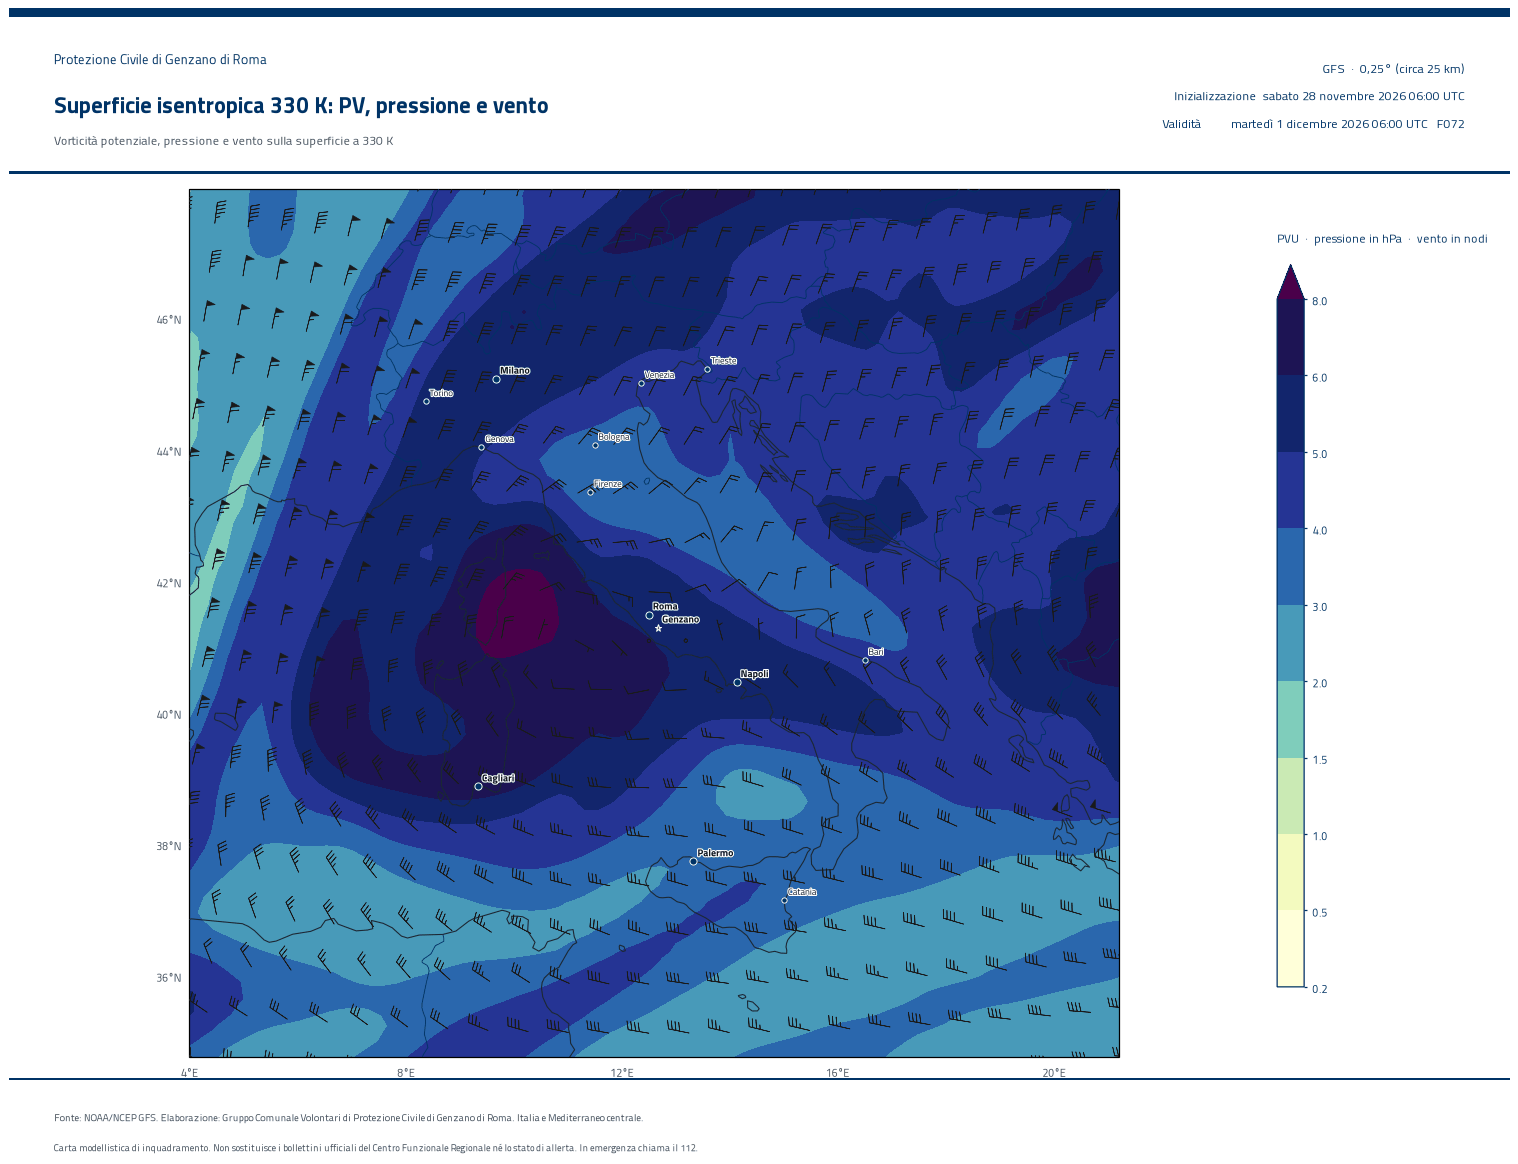 Protezione Civile di Genzano di Roma
Superficie isentropica 330 K: PV, pressione e vento
Vorticità potenziale, pressione e vento sulla superficie a 330 K
GFS · 0,25° (circa 25 km)
Inizializzazione sabato 28 novembre 2026 06:00 UTC
Validità martedì 1 dicembre 2026 06:00 UTC F072
PVU · pressione in hPa · vento in nodi
8.0
6.0
5.0
4.0
3.0
2.0
1.5
1.0
0.5
0.2
46°N
44°N
42°N
40°N
38°N
36°N
Trieste
Milano
Venezia
Torino
Genova
Bologna
Firenze
Roma
Genzano
Bari
Napoli
Cagliari
Palermo
Catania
4°E
8°E
12°E
16°E
20°E
Fonte: NOAA/NCEP GFS. Elaborazione: Gruppo Comunale Volontari di Protezione Civile di Genzano di Roma. Italia e Mediterraneo centrale.
Carta modellistica di inquadramento. Non sostituisce i bollettini ufficiali del Centro Funzionale Regionale né lo stato di allerta. In emergenza chiama il 112.